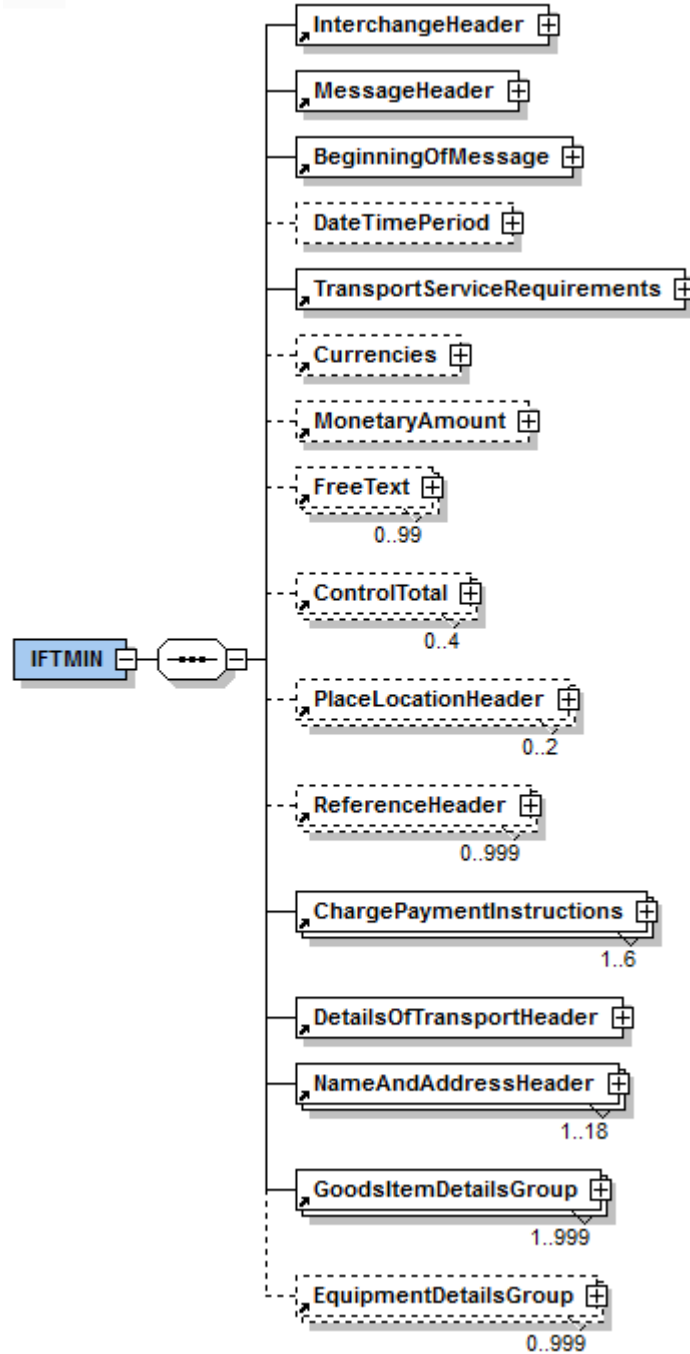 InterchangeHeader
MessageHeader
BeginningOfMessage
DateTimePeriod
TransportServiceRequirements
Currencies
MonetaryAmount
FreeText
0..99
ControlTotal
0..4
IFTMIN
PlaceLocationHeader
0..2
ReferenceHeader
0..999
ChargePaymentInstructions
1..6
DetailsOfTransportHeader
NameAndAddressHeader
1..18
GoodsItemDetailsGroup
1..999
EquipmentDetailsGroup
0..999